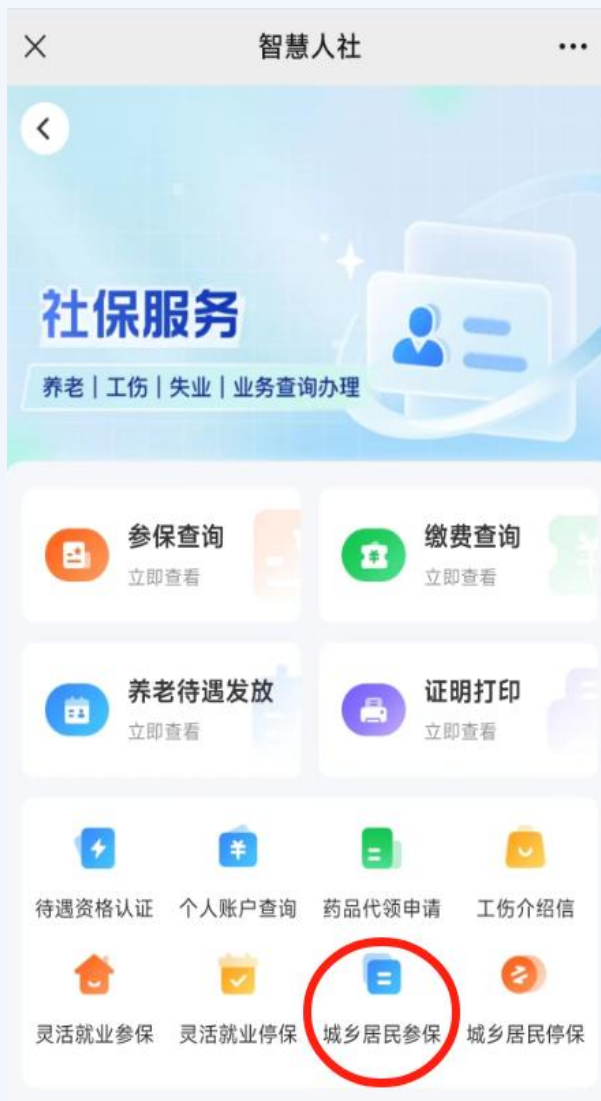 智慧人社
社保服务
养老 | 工伤 | 失业 | 业务查询办理
参保查询
立即查看
缴费查询
立即查看
养老待遇发放
立即查看
证明打印
立即查看
待遇资格认证 个人账户查询 药品代领申请 工伤介绍信
灵活就业参保 灵活就业停保 城乡居民参保 城乡居民停保